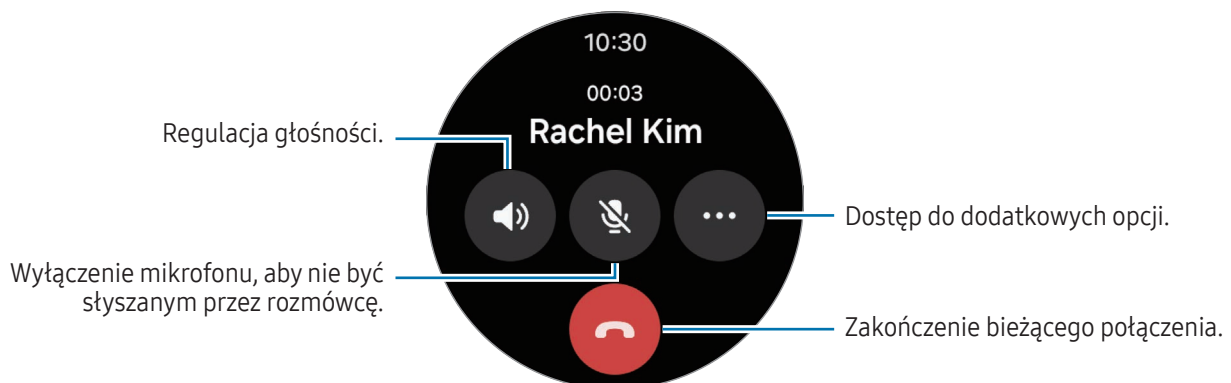 10:30
00:03
Rachel Kim
Regulacja głośności.
Dostęp do dodatkowych opcji.
Wyłączenie mikrofonu, aby nie być
słyszanym przez rozmówcę.
Zakończenie bieżącego połączenia.